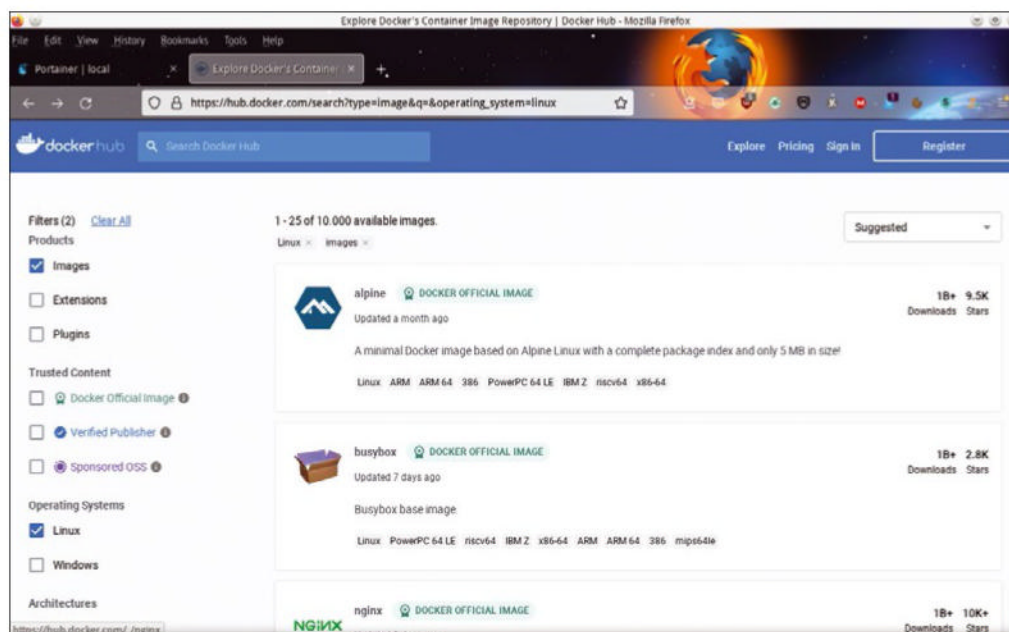 Explore Docker's Container Image Repository | Docker Hub - Mozilla Firefox
File Edit View History Bookmarks Tools Help
Portainer | local × Explore Docker's Container × +
https://hub.docker.com/search?type=image&q=&operating_system=linux
dockerhub Search Docker Hub Explore Pricing Sign In Register
Filters (2) Clear All
1 - 25 of 10.000 available images.
Suggested
Products
Linux × images ×
Images
Extensions
Plugins
Trusted Content
Docker Official Image
Verified Publisher
Sponsored OSS
Operating Systems
Linux
Windows
Architectures
https://hub.docker.com/_/nginx
alpine DOCKER OFFICIAL IMAGE
1B+ 9.5K
Updated a month ago
Downloads Stars
A minimal Docker image based on Alpine Linux with a complete package index and only 5 MB in size!
Linux ARM ARM 64 386 PowerPC 64 LE IBM Z riscv64 x86-64
busybox DOCKER OFFICIAL IMAGE
1B+ 2.8K
Updated 7 days ago
Downloads Stars
Busybox base image.
Linux PowerPC 64 LE riscv64 IBM Z x86-64 ARM ARM 64 386 mips64le
NGINX
nginx DOCKER OFFICIAL IMAGE
1B+ 10K+
Downloads Stars